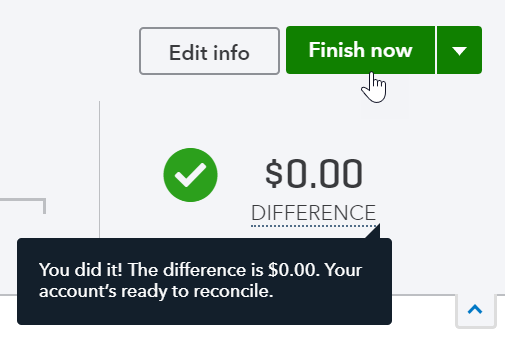 Edit info
Finish now
$0.00
DIFFERENCE
You did it! The difference is $0.00. Your
account's ready to reconcile.